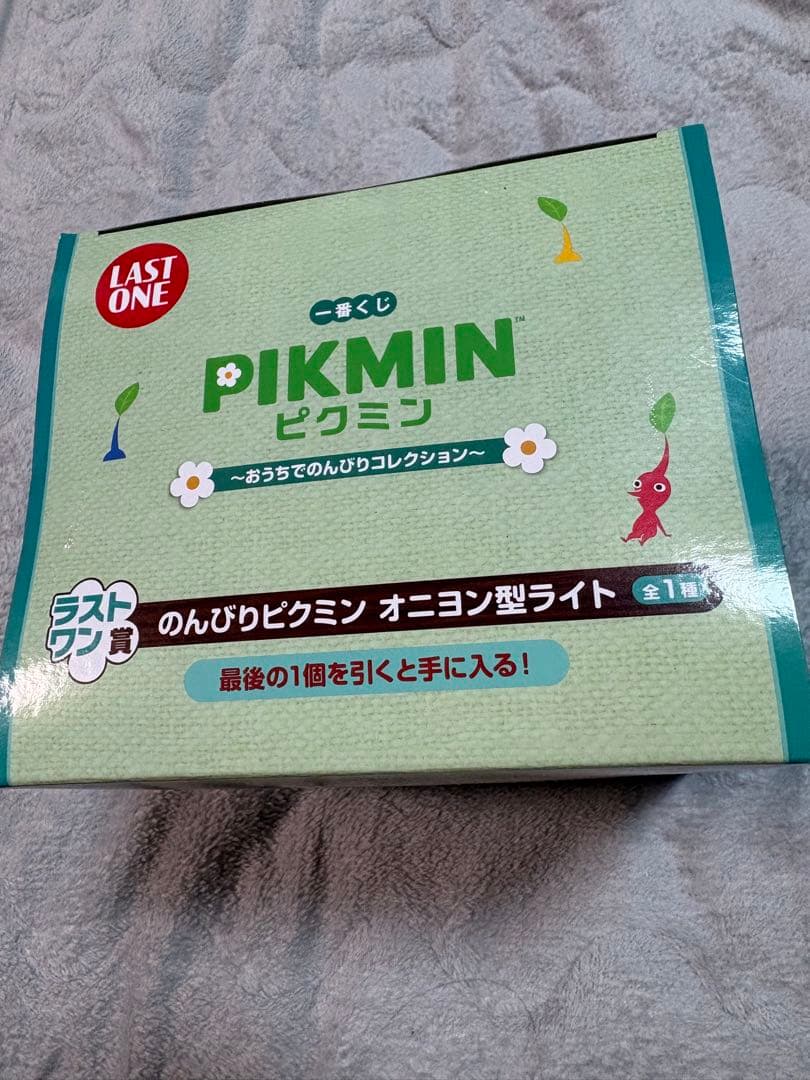 LAST
ONE
一番くじ
PIKMIN™
ピクミン
～おうちでのんびりコレクション～
ラスト
ワン賞
のんびりピクミン オニヨン型ライト 全1種
最後の1個を引くと手に入る！